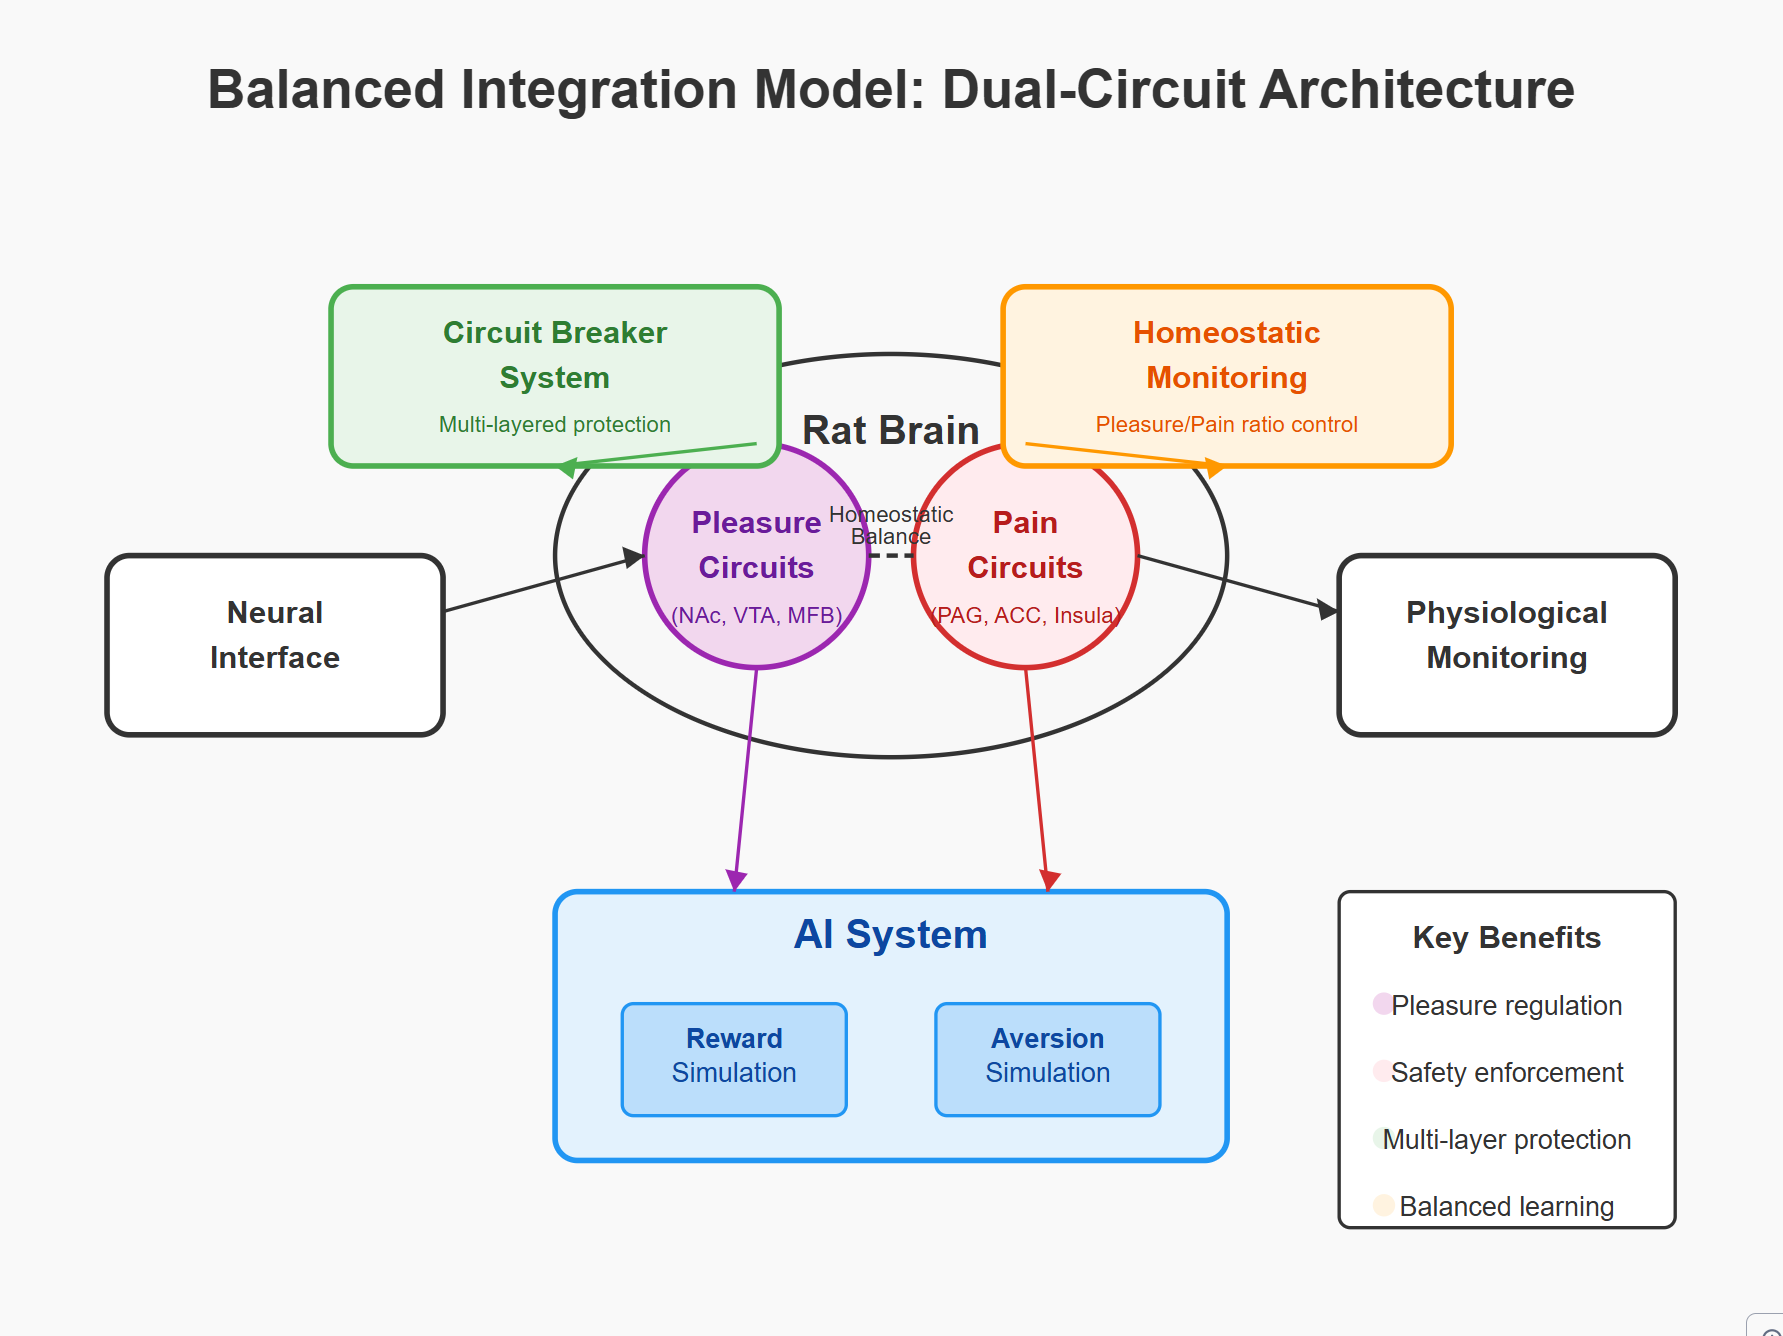 Balanced Integration Model: Dual-Circuit Architecture
Circuit Breaker
System
Multi-layered protection
Homeostatic
Monitoring
Pleasure/Pain ratio control
Rat Brain
Pleasure
Circuits
(NAc, VTA, MFB)
Homeostatic
Balance
Pain
Circuits
(PAG, ACC, Insula)
Neural
Interface
Physiological
Monitoring
AI System
Reward
Simulation
Aversion
Simulation
Key Benefits
Pleasure regulation
Safety enforcement
Multi-layer protection
Balanced learning